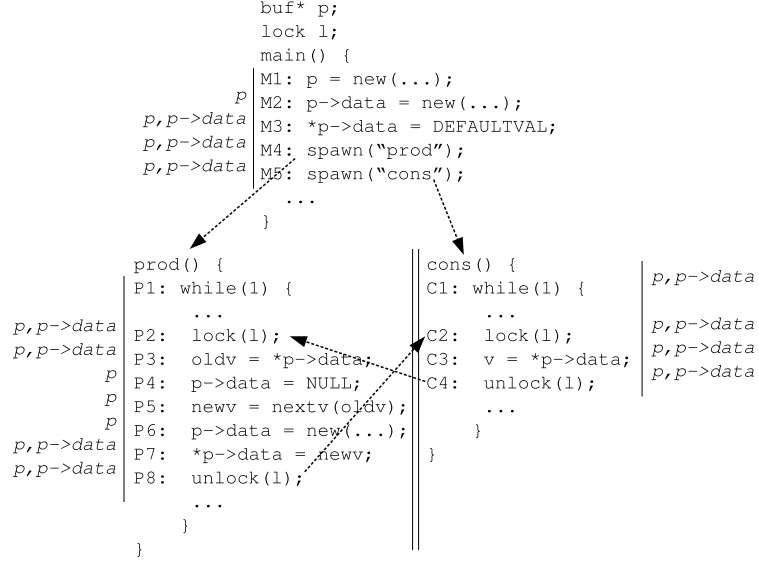 buf* p;
lock l;
main() {
M1: p = new(...);
p
M2: p->data = new(...);
p,p->data
M3: *p->data = DEFAULTVAL;
p,p->data
M4: spawn(“prod”);
p,p->data
M5: spawn(“cons”);
...
}
prod() {
P1: while(1) {
...
p,p->data
P2: lock(l);
p,p->data
P3: oldv = *p->data;
p
P4: p->data = NULL;
p
P5: newv = nextv(oldv);
p
P6: p->data = new(...);
p,p->data
P7: *p->data = newv;
p,p->data
P8: unlock(l);
...
}
}
cons() {
p,p->data
C1: while(1) {
...
p,p->data
C2: lock(l);
p,p->data
C3: v = *p->data;
p,p->data
C4: unlock(l);
...
}
}